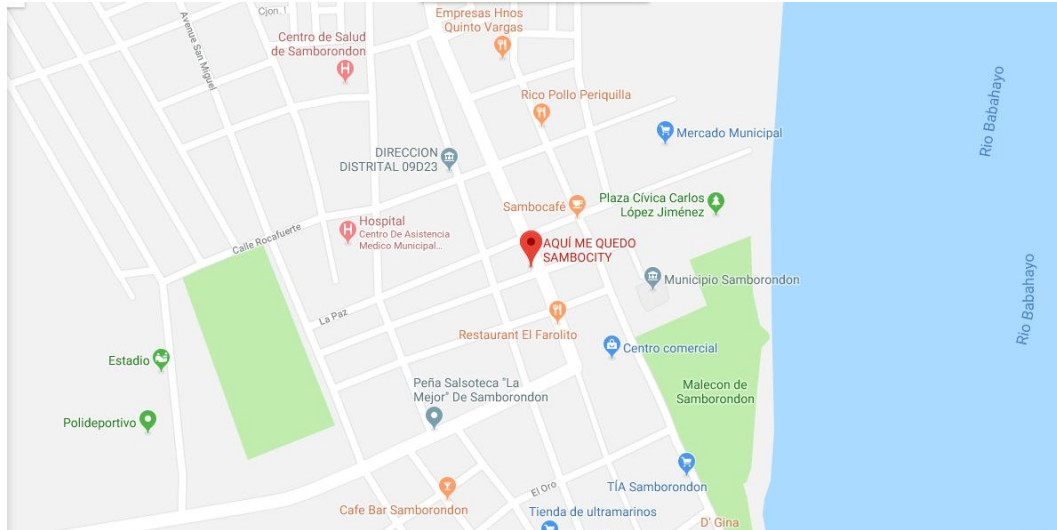 Cjon. I
Empresas Hnos
Quinto Vargas
Avenue San Miguel
Centro de Salud
de Samborondon
Rio Babahayo
Rico Pollo Periquilla
Mercado Municipal
DIRECCION
DISTRITAL 09D23
Plaza Cívica Carlos
López Jiménez
Sambocafé
Hospital
Centro De Asistencia
Medico Municipal...
Calle Rocafuerte
AQUÍ ME QUEDO
SAMBOCITY
Municipio Samborondon
Rio Babahayo
La Paz
Restaurant El Farolito
Centro comercial
Estadio
Peña Salsoteca "La
Mejor" De Samborondon
Malecon de
Samborondon
Polideportivo
El Oro
TÍA Samborondon
Cafe Bar Samborondon
Tienda de ultramarinos
D' Gina